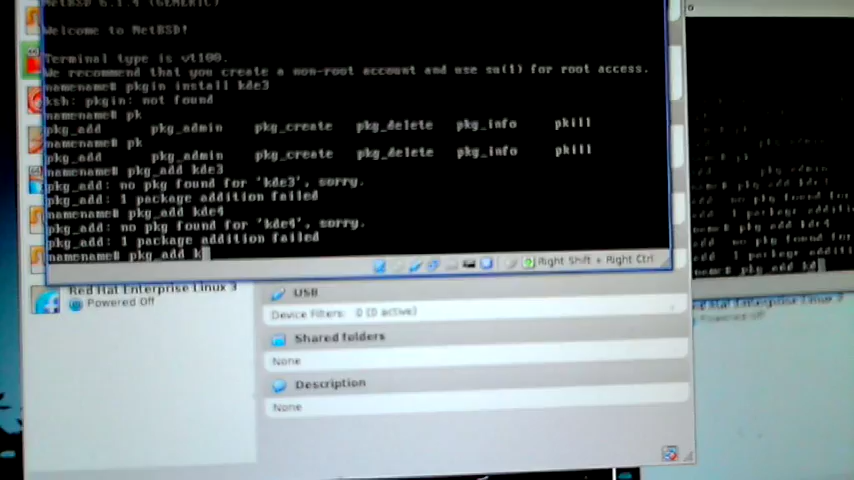 NetBSD 6.1.4 (GENERIC)
Welcome to NetBSD!
Terminal type is vt100.
We recommend that you create a non-root account and use su(1) for root access.
namename# pkgin install kde3
ksh: pkgin: not found
namename# pk
pkg_add pkg_admin pkg_create pkg_delete pkg_info pkill
namename# pk
pkg_add pkg_admin pkg_create pkg_delete pkg_info pkill
namename# pkg_add kde3
pkg_add: no pkg found for 'kde3', sorry.
pkg_add: 1 package addition failed
namename# pkg_add kde4
pkg_add: no pkg found for 'kde4', sorry.
pkg_add: 1 package addition failed
namename# pkg_add k
Right Shift + Right Ctrl
Red Hat Enterprise Linux 3
Powered Off
USB
Device Filters: 0 (0 active)
Shared folders
None
Description
None